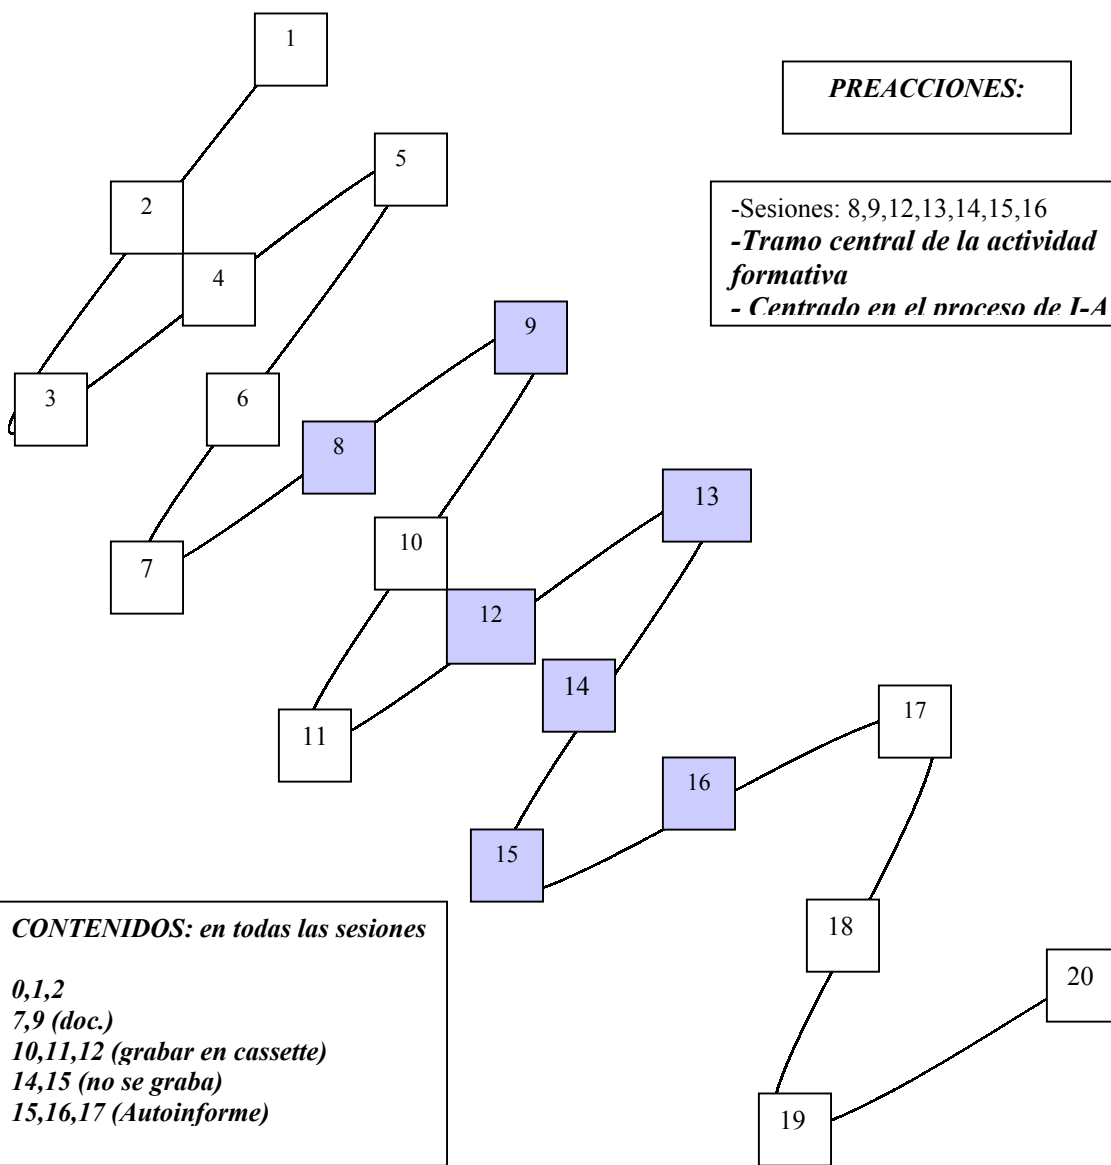 1
PREACCIONES:
5
2
-Sesiones: 8,9,12,13,14,15,16
-Tramo central de la actividad
formativa
- Centrado en el proceso de I-A
4
9
3
6
8
13
10
7
12
14
17
11
16
15
CONTENIDOS: en todas las sesiones
18
0,1,2
20
7,9 (doc.)
10,11,12 (grabar en cassette)
14,15 (no se graba)
15,16,17 (Autoinforme)
19